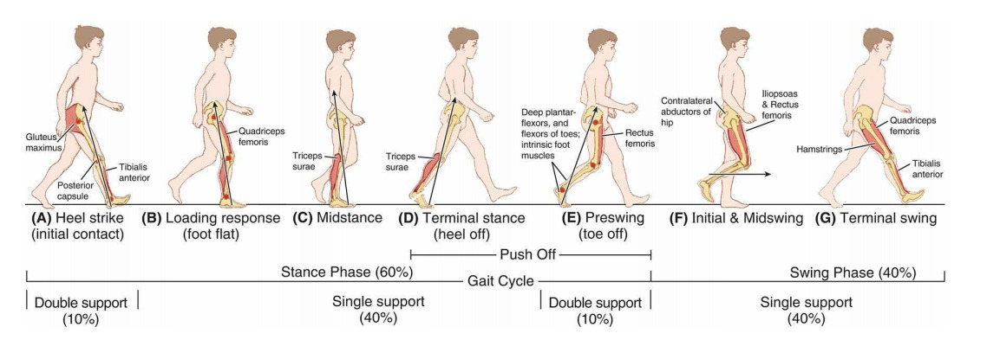 Gluteus
maximus
Posterior
capsule
Tibialis
anterior
Quadriceps
femoris
Triceps
surae
Triceps
surae
Deep plantar-
flexors, and
flexors of toes;
intrinsic foot
muscles
Rectus
femoris
Contralateral
abductors of
hip
Iliopsoas
& Rectus
femoris
Hamstrings
Quadriceps
femoris
Tibialis
anterior
(A) Heel strike
(initial contact)
(B) Loading response
(foot flat)
(C) Midstance
(D) Terminal stance
(heel off)
(E) Preswing
(toe off)
(F) Initial & Midswing
(G) Terminal swing
Push Off
Stance Phase (60%)
Gait Cycle
Swing Phase (40%)
Double support
(10%)
Single support
(40%)
Double support
(10%)
Single support
(40%)